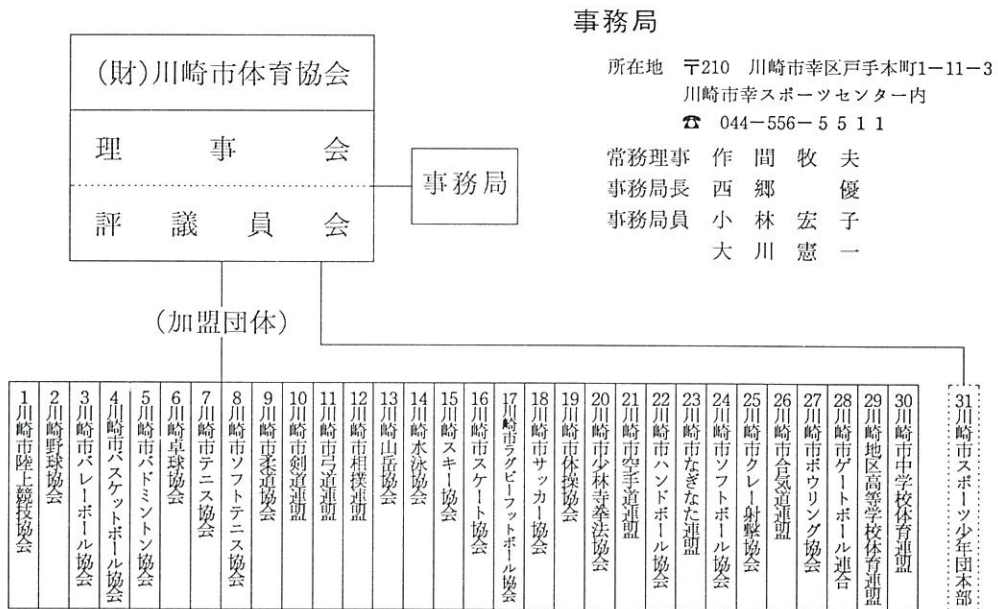 事務局
(財)川崎市体育協会
理事会
評議員会
事務局
所在地 〒210 川崎市幸区戸手本町1-11-3
川崎市幸スポーツセンター内
☎ 044-556-5511
常務理事 作間牧夫
事務局長 西郷 優
事務局員 小林宏子
大川憲一
(加盟団体)
1川崎市陸上競技協会
2川崎野球協会
3川崎市バレーボール協会
4川崎市バスケットボール協会
5川崎市バドミントン協会
6川崎卓球協会
7川崎市テニス協会
8川崎市ソフトテニス協会
9川崎市柔道協会
10川崎市剣道連盟
11川崎市弓道連盟
12川崎市相撲連盟
13川崎山岳協会
14川崎水泳協会
15川崎スキー協会
16川崎市スケート協会
17川崎市ラグビーフットボール協会
18川崎市サッカー協会
19川崎市体操協会
20川崎市少林寺拳法協会
21川崎市空手道連盟
22川崎市ハンドボール協会
23川崎市なぎなた連盟
24川崎市ソフトボール協会
25川崎市クレー射撃協会
26川崎市合気道連盟
27川崎市ボウリング協会
28川崎市ゲートボール連合
29川崎地区高等学校体育連盟
30川崎市中学校体育連盟
31川崎市スポーツ少年団本部